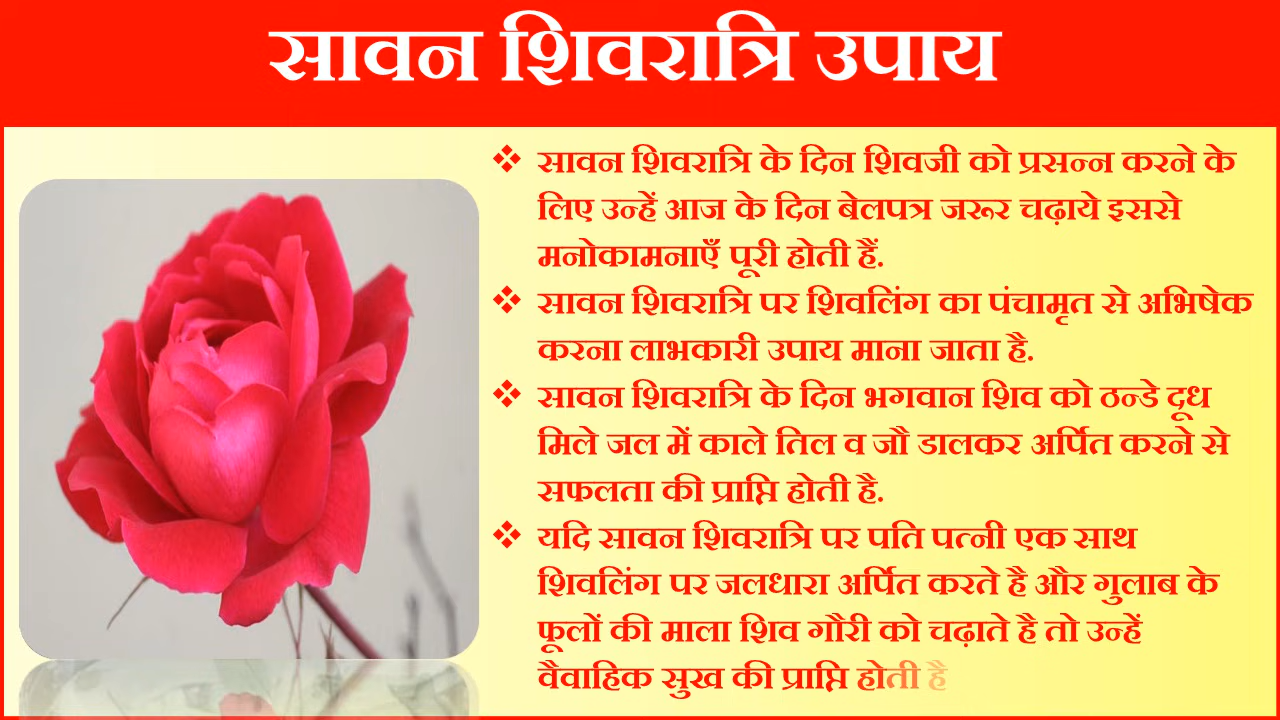 सावन शिवरात्रि उपाय
❖ सावन शिवरात्रि के दिन शिवजी को प्रसन्न करने के
लिए उन्हें आज के दिन बेलपत्र जरूर चढ़ाये इससे
मनोकामनाएँ पूरी होती हैं.
❖ सावन शिवरात्रि पर शिवलिंग का पंचामृत से अभिषेक
करना लाभकारी उपाय माना जाता है.
❖ सावन शिवरात्रि के दिन भगवान शिव को ठन्डे दूध
मिले जल में काले तिल व जौ डालकर अर्पित करने से
सफलता की प्राप्ति होती है.
❖ यदि सावन शिवरात्रि पर पति पत्नी एक साथ
शिवलिंग पर जलधारा अर्पित करते है और गुलाब के
फूलों की माला शिव गौरी को चढ़ाते है तो उन्हें
वैवाहिक सुख की प्राप्ति होती है